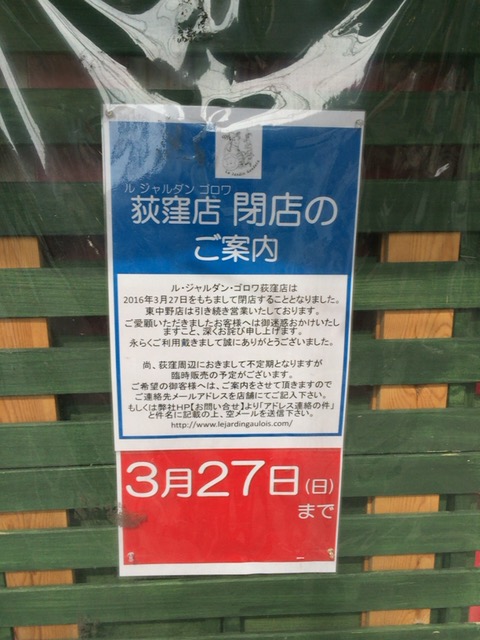 ル ジャルダン ゴロワ
荻窪店 閉店の
ご案内
ル・ジャルダン・ゴロワ荻窪店は
2016年3月27日をもちまして閉店することとなりました。
東中野店は引き続き営業いたしております。
ご愛顧いただきましたお客様へは御迷惑おかけいたし
ますこと、深くお詫び申し上げます。
永らくご利用戴きまして誠にありがとうございました。
尚、荻窪周辺におきまして不定期となりますが
臨時販売の予定がございます。
ご希望の御客様へは、ご案内をさせて頂きますので
ご連絡先メールアドレスを店舗にてご記入下さい。
もしくは弊社HP【お問い合せ】より「アドレス連絡の件」
と件名に記載の上、空メールを送信下さい。
http://www.lejardingaulois.com/
3月27日(日)
まで